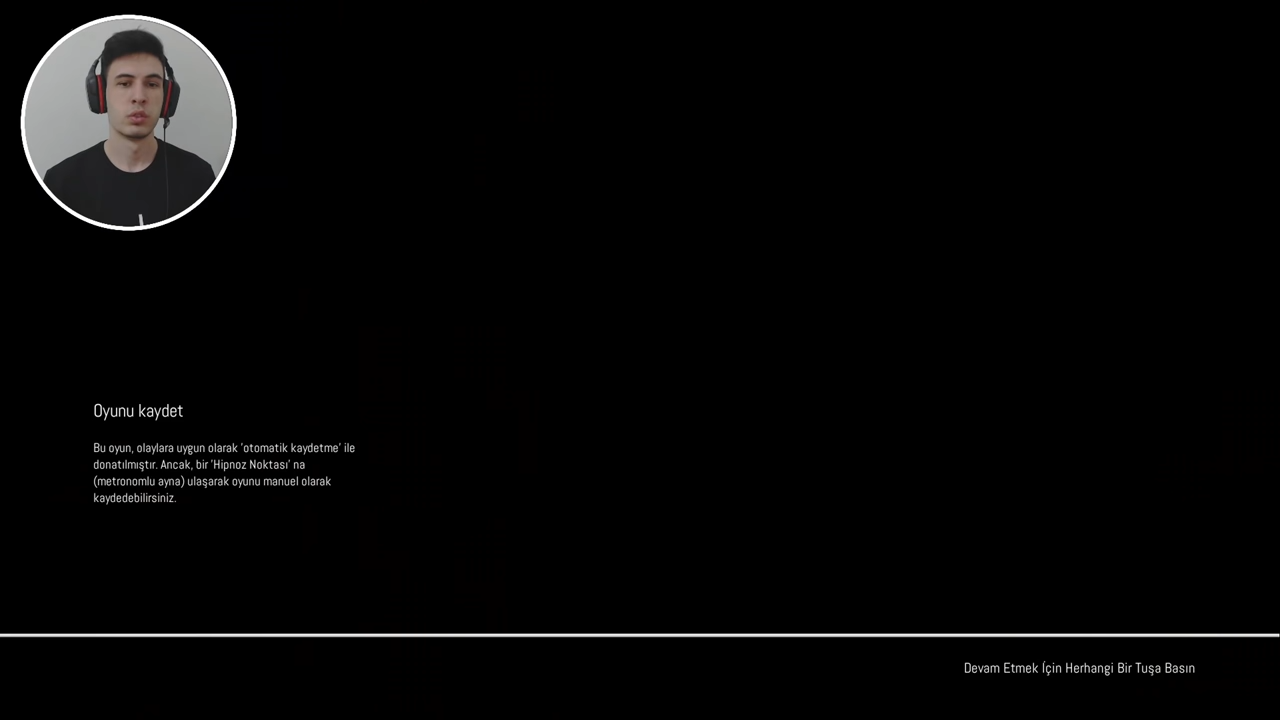 Oyunu kaydet
Bu oyun, olaylara uygun olarak 'otomatik kaydetme' ile
donatılmıştır. Ancak, bir 'Hipnoz Noktası' na
(metronomlu ayna) ulaşarak oyunu manuel olarak
kaydedebilirsiniz.
Devam Etmek İçin Herhangi Bir Tuşa Basın